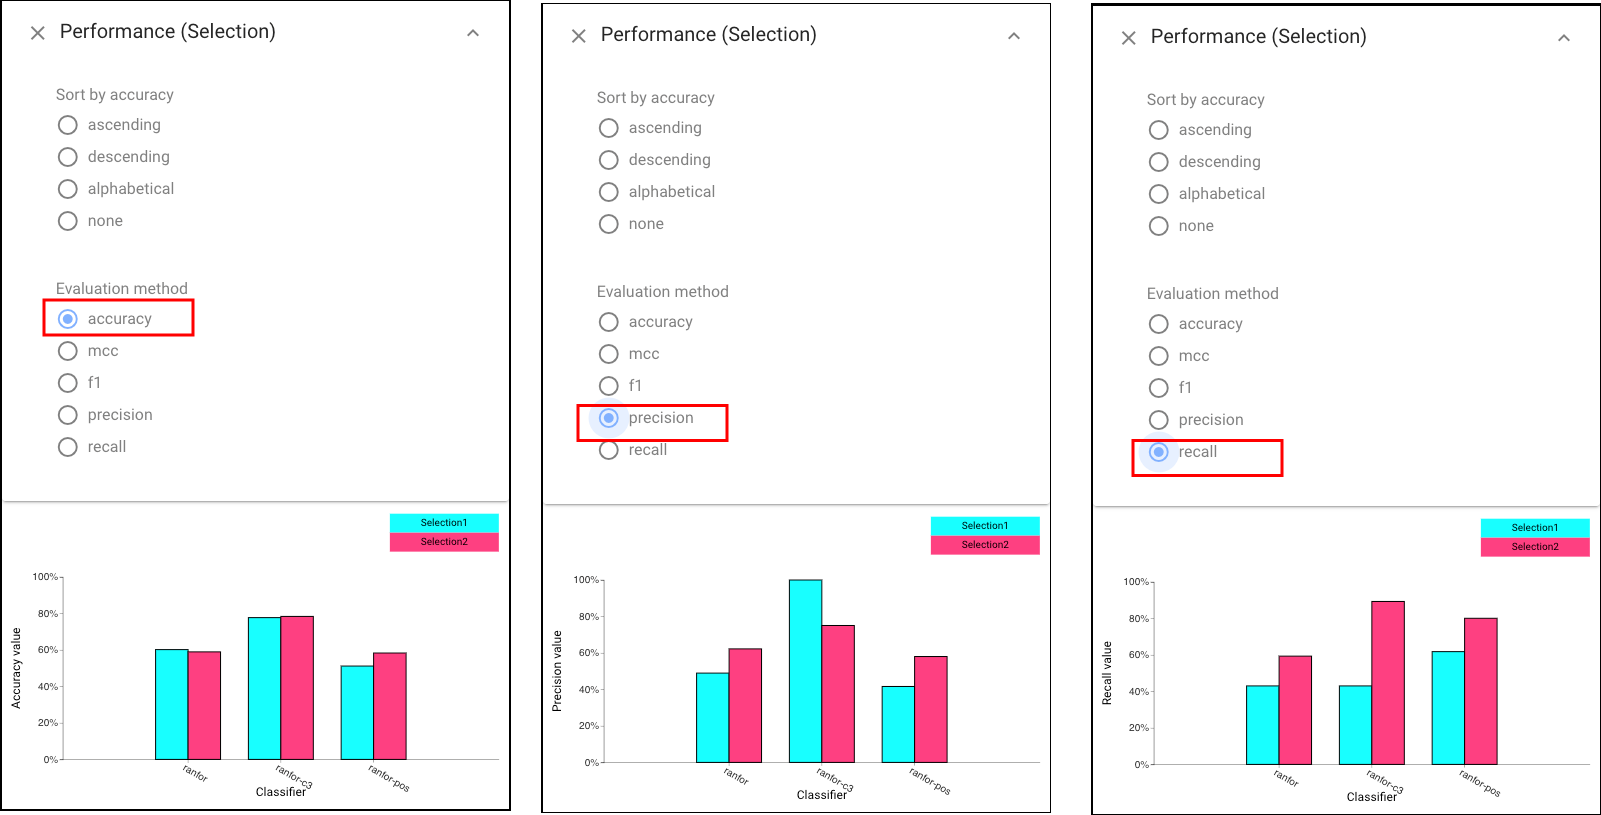 Performance (Selection)
Sort by accuracy
ascending
descending
alphabetical
none
Evaluation method
accuracy
mcc
f1
precision
recall
Selection1
Selection2
100%
80%
60%
40%
20%
0%
Accuracy value
ranfor
ranfor-c3
ranfor-pos
Classifier
Performance (Selection)
Sort by accuracy
ascending
descending
alphabetical
none
Evaluation method
accuracy
mcc
f1
precision
recall
Selection1
Selection2
100%
80%
60%
40%
20%
0%
Precision value
ranfor
ranfor-c3
ranfor-pos
Classifier
Performance (Selection)
Sort by accuracy
ascending
descending
alphabetical
none
Evaluation method
accuracy
mcc
f1
precision
recall
Selection1
Selection2
100%
80%
60%
40%
20%
0%
Recall value
ranfor
ranfor-c3
ranfor-pos
Classifier